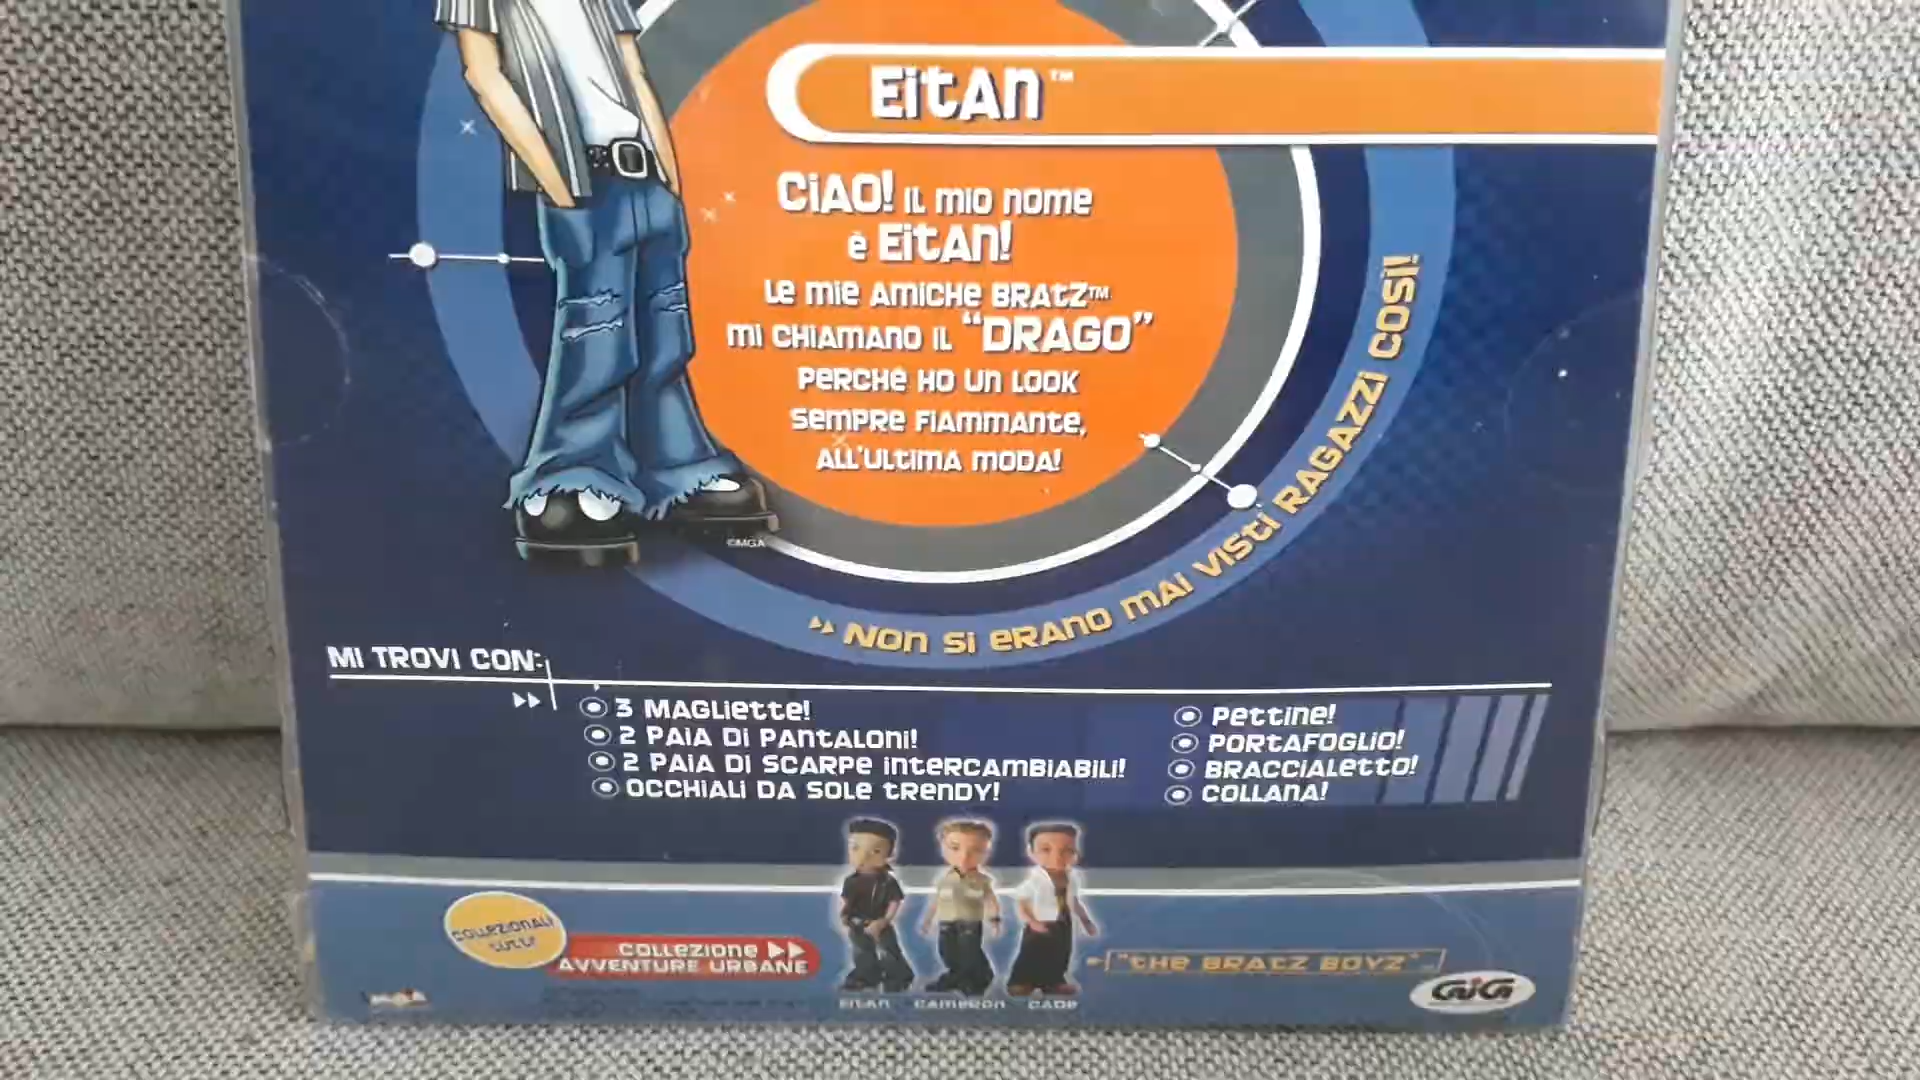 EitAN™
CiAO! IL MIO NOME
è EitAN!
LE MIE AMICHE BRATZ™
MI CHIAMANO IL “DRAGO”
PERCHÉ HO UN LOOK
SEMPRE FIAMMANTE,
ALL'ULTIMA MODA!
©MGA
NON SI ERANO MAI VISTI RAGAZZI COSÌ!
MI TROVI CON:
3 MAGLIETTE!
2 PAIA DI PANTALONI!
2 PAIA DI SCARPE INTERCAMBIABILI!
OCCHIALI DA SOLE TRENDY!
PETTINE!
PORTAFOGLIO!
BRACCIALETTO!
COLLANA!
COLLEZIONALI
TUTTI!
COLLEZIONE
AVVENTURE URBANE
"THE BRATZ BOYZ"
EITAN CAMERON CADE
MGA
GiGi